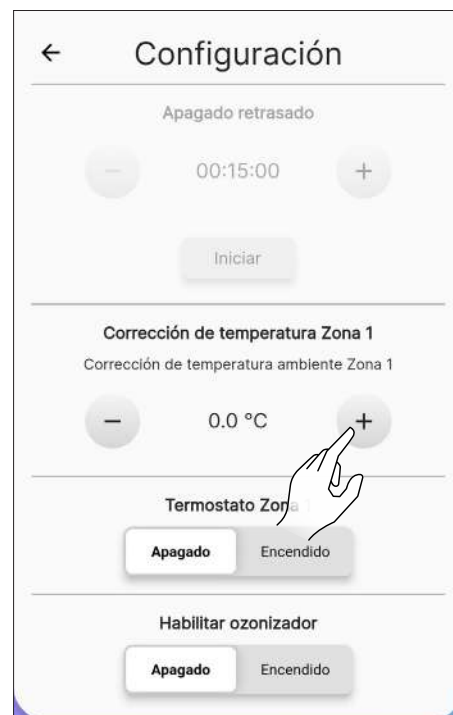 ← Configuración
Apagado retrasado
− 00:15:00 +
Iniciar
Corrección de temperatura Zona 1
Corrección de temperatura ambiente Zona 1
− 0.0 °C +
Termostato Zona
Apagado Encendido
Habilitar ozonizador
Apagado Encendido